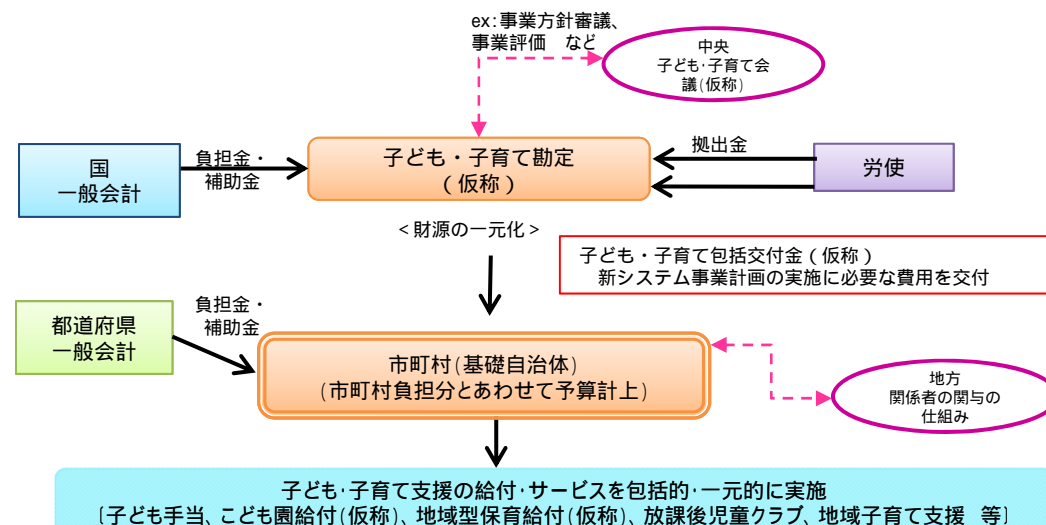 ex:事業方針審議、
事業評価　など
中央
子ども・子育て会
議(仮称)
国
一般会計
負担金・
補助金
子ども・子育て勘定
(仮称)
拠出金
労使
<財源の一元化>
子ども・子育て包括交付金(仮称)
新システム事業計画の実施に必要な費用を交付
都道府県
一般会計
負担金・
補助金
市町村(基礎自治体)
(市町村負担分とあわせて予算計上)
地方
関係者の関与の
仕組み
子ども・子育て支援の給付・サービスを包括的・一元的に実施
[子ども手当、こども園給付(仮称)、地域型保育給付(仮称)、放課後児童クラブ、地域子育て支援 等]